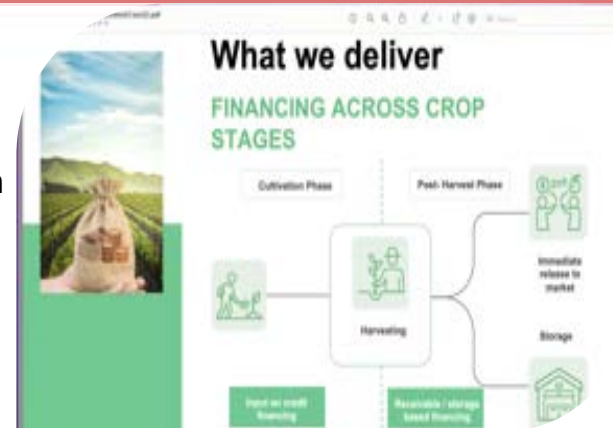 What we deliver
FINANCING ACROSS CROP
STAGES
Cultivation Phase
Post- Harvest Phase
Immediate
release to
market
Harvesting
Storage
Input on credit
financing
Receivable / storage
based financing